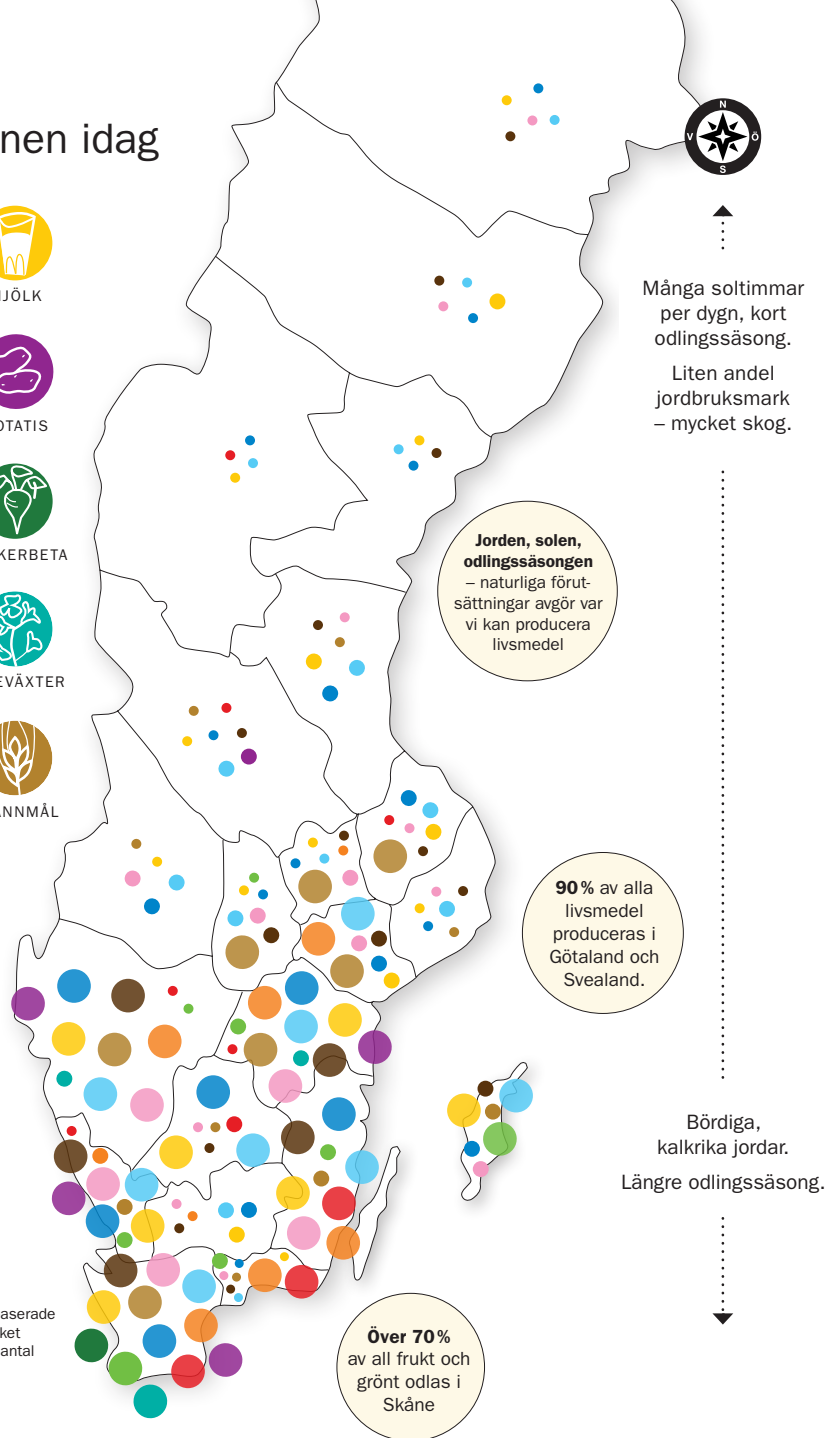 nen idag
N
V
Ö
S
JÖLK
OTATIS
KERBETA
EVÄXTER
ANNMÅL
Många soltimmar
per dygn, kort
odlingssäsong.
Liten andel
jordbruksmark
– mycket skog.
Jorden, solen,
odlingssäsongen
– naturliga förut-
sättningar avgör var
vi kan producera
livsmedel
90% av alla
livsmedel
produceras i
Götaland och
Svealand.
Bördiga,
kalkrika jordar.
Längre odlingssäsong.
aserade
ket
antal
Över 70%
av all frukt och
grönt odlas i
Skåne